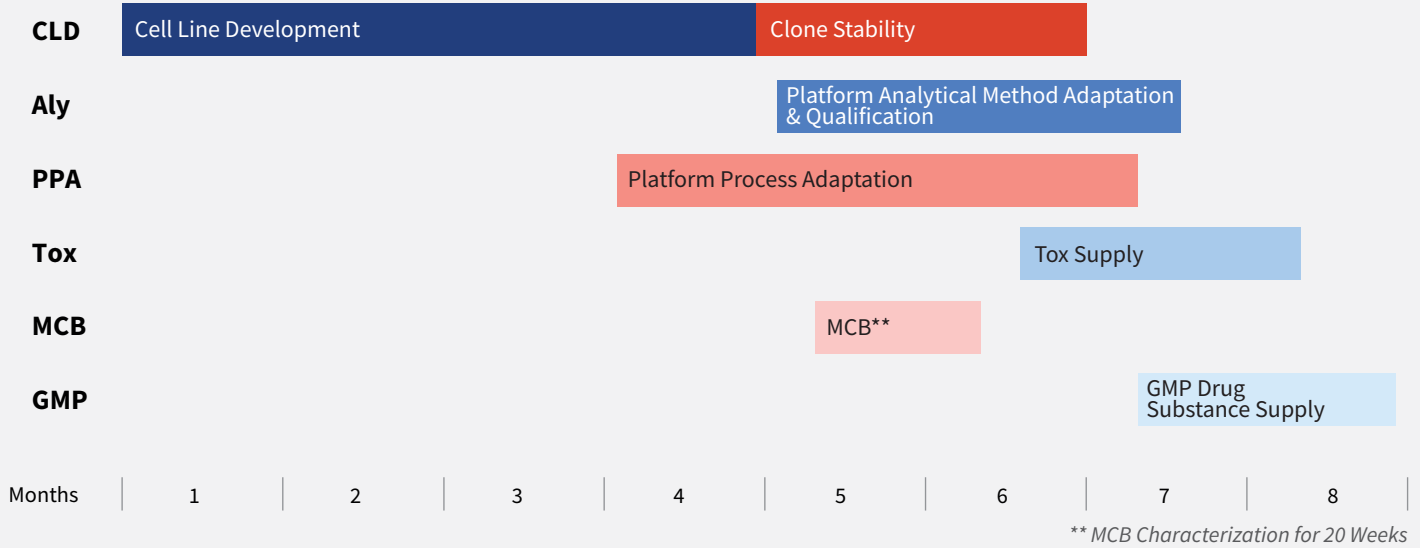 CLD
Cell Line Development
Clone Stability
Aly
Platform Analytical Method Adaptation
& Qualification
PPA
Platform Process Adaptation
Tox
Tox Supply
MCB
MCB**
GMP
GMP Drug
Substance Supply
Months 1 2 3 4 5 6 7 8
** MCB Characterization for 20 Weeks